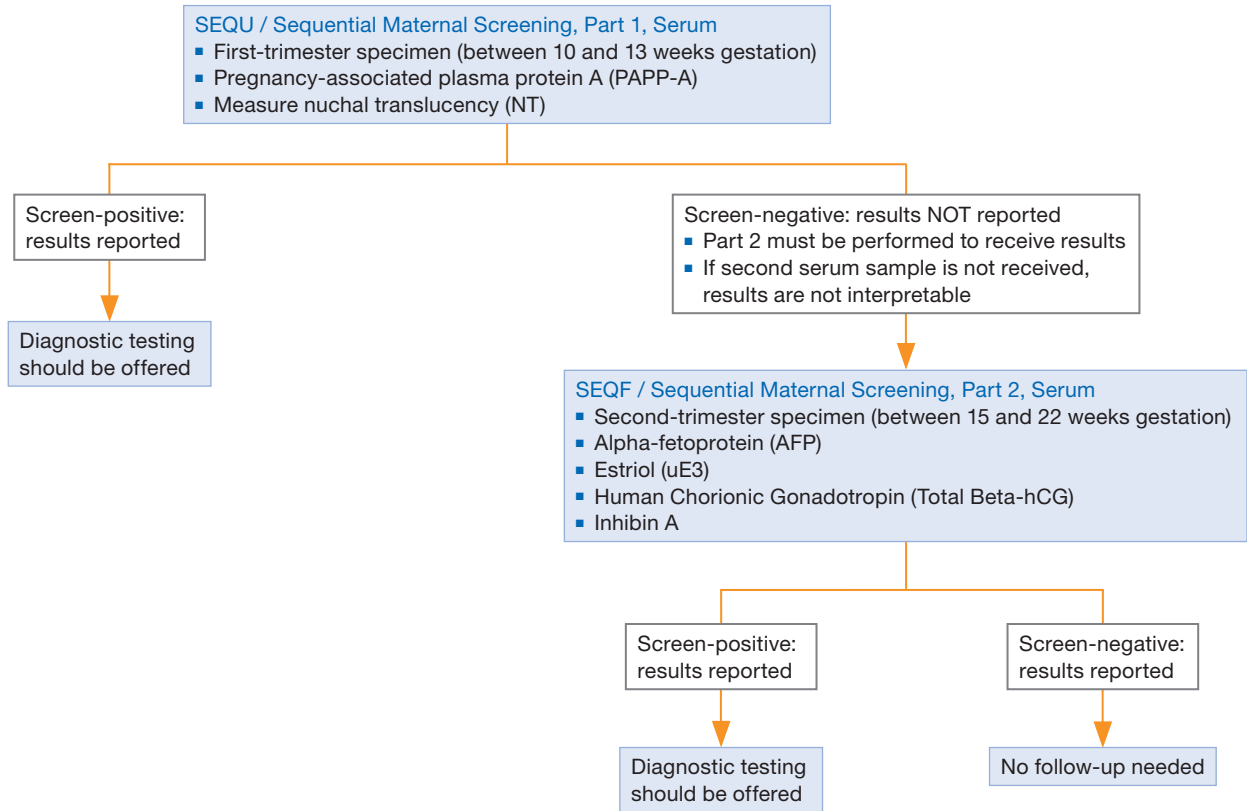 SEQU / Sequential Maternal Screening, Part 1, Serum
▪ First-trimester specimen (between 10 and 13 weeks gestation)
▪ Pregnancy-associated plasma protein A (PAPP-A)
▪ Measure nuchal translucency (NT)
Screen-positive:
results reported
Diagnostic testing
should be offered
Screen-negative: results NOT reported
▪ Part 2 must be performed to receive results
▪ If second serum sample is not received,
results are not interpretable
SEQF / Sequential Maternal Screening, Part 2, Serum
▪ Second-trimester specimen (between 15 and 22 weeks gestation)
▪ Alpha-fetoprotein (AFP)
▪ Estriol (uE3)
▪ Human Chorionic Gonadotropin (Total Beta-hCG)
▪ Inhibin A
Screen-positive:
results reported
Diagnostic testing
should be offered
Screen-negative:
results reported
No follow-up needed